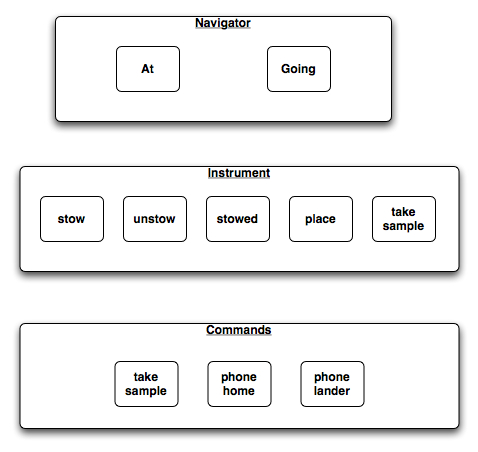 Navigator
At
Going
Instrument
stow
unstow
stowed
place
take
sample
Commands
take
sample
phone
home
phone
lander